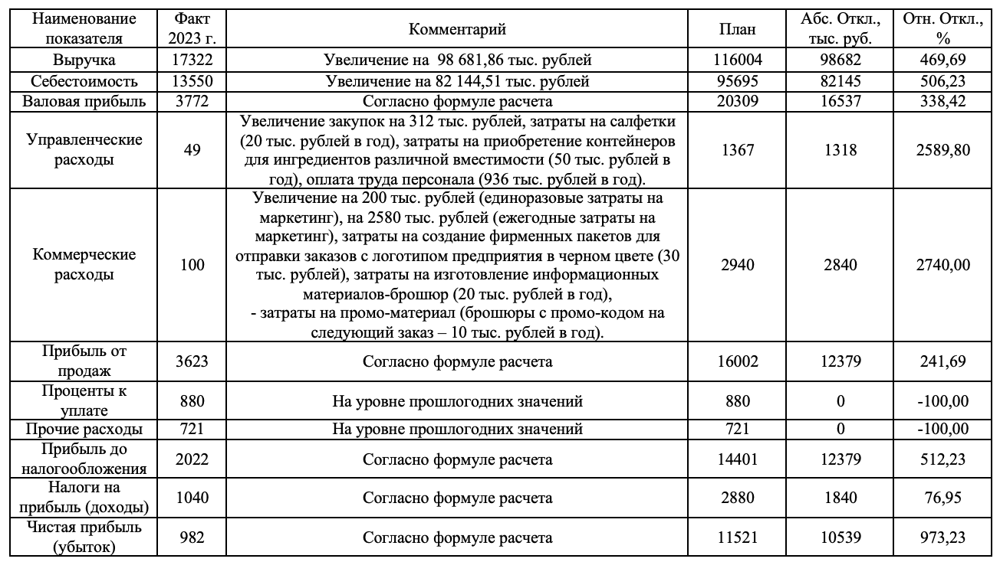 Наименование показателя
Факт 2023 г.
Комментарий
План
Абс. Откл., тыс. руб.
Отн. Откл., %
Выручка
17322
Увеличение на 98 681,86 тыс. рублей
116004
98682
469,69
Себестоимость
13550
Увеличение на 82 144,51 тыс. рублей
95695
82145
506,23
Валовая прибыль
3772
Согласно формуле расчета
20309
16537
338,42
Управленческие
расходы
49
Увеличение закупок на 312 тыс. рублей, затраты на салфетки
(20 тыс. рублей в год), затраты на приобретение контейнеров
для ингредиентов различной вместимости (50 тыс. рублей в
год), оплата труда персонала (936 тыс. рублей в год).
1367
1318
2589,80
Коммерческие
расходы
100
Увеличение на 200 тыс. рублей (единоразовые затраты на
маркетинг), на 2580 тыс. рублей (ежегодные затраты на
маркетинг), затраты на создание фирменных пакетов для
отправки заказов с логотипом предприятия в черном цвете (30
тыс. рублей), затраты на изготовление информационных
материалов-брошюр (20 тыс. рублей в год),
- затраты на промо-материал (брошюры с промо-кодом на
следующий заказ – 10 тыс. рублей в год).
2940
2840
2740,00
Прибыль от
продаж
3623
Согласно формуле расчета
16002
12379
241,69
Проценты к
уплате
880
На уровне прошлогодних значений
880
0
-100,00
Прочие расходы
721
На уровне прошлогодних значений
721
0
-100,00
Прибыль до
налогообложения
2022
Согласно формуле расчета
14401
12379
512,23
Налоги на
прибыль (доходы)
1040
Согласно формуле расчета
2880
1840
76,95
Чистая прибыль
(убыток)
982
Согласно формуле расчета
11521
10539
973,23